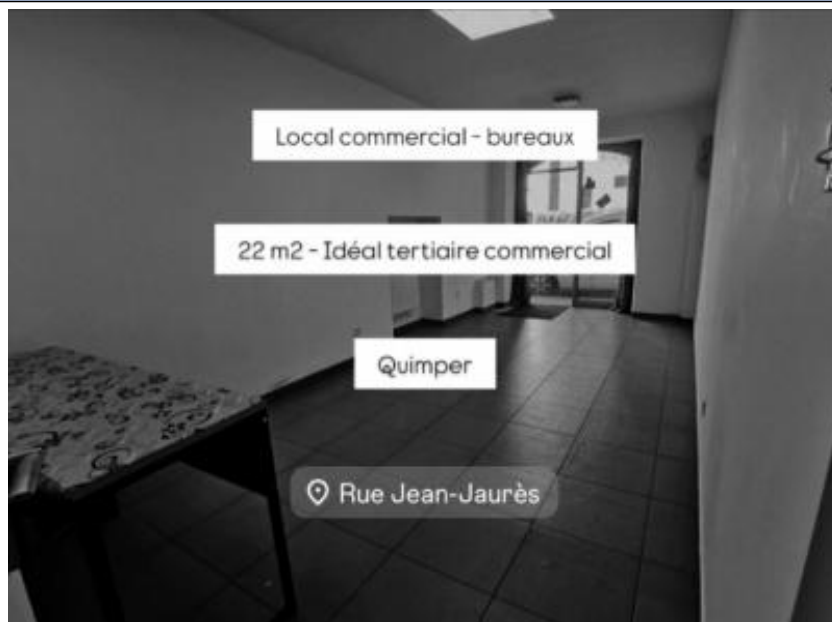 Local commercial - bureaux
22 m2 - Idéal tertiaire commercial
Quimper
Rue Jean-Jaurès